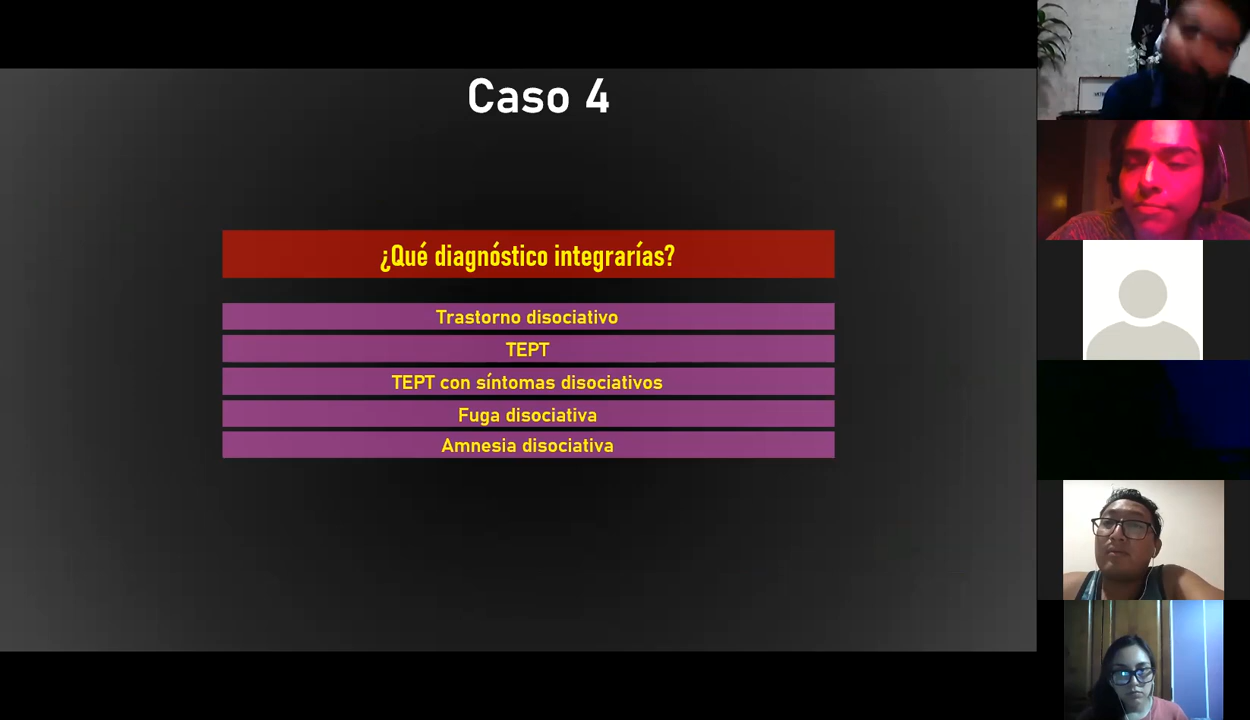 Caso 4
¿Qué diagnóstico integrarías?
Trastorno disociativo
TEPT
TEPT con síntomas disociativos
Fuga disociativa
Amnesia disociativa